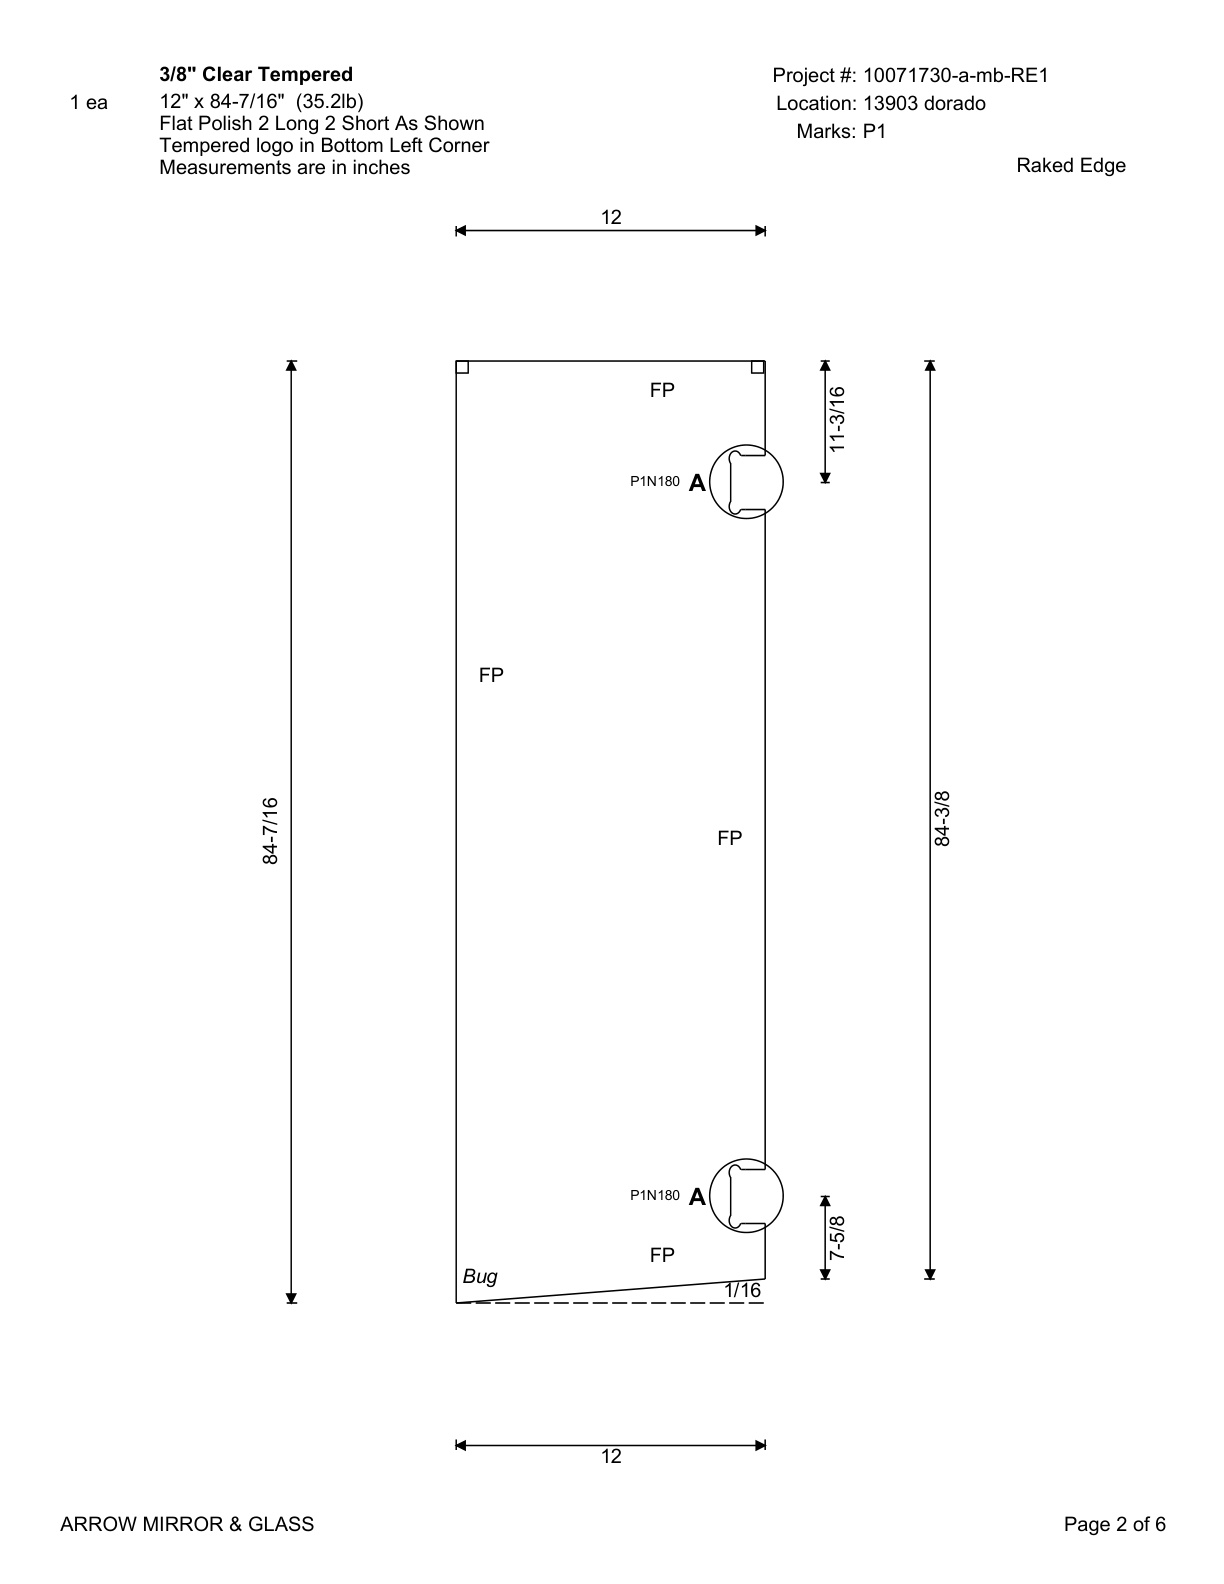 3/8" Clear Tempered
1 ea
12" x 84-7/16" (35.2lb)
Flat Polish 2 Long 2 Short As Shown
Tempered logo in Bottom Left Corner
Measurements are in inches
Project #: 10071730-a-mb-RE1
Location: 13903 dorado
Marks: P1
Raked Edge
12
FP
11-3/16
P1N180 A
FP
84-7/16
FP
84-3/8
P1N180 A
7-5/8
FP
Bug
1/16
12
ARROW MIRROR & GLASS
Page 2 of 6